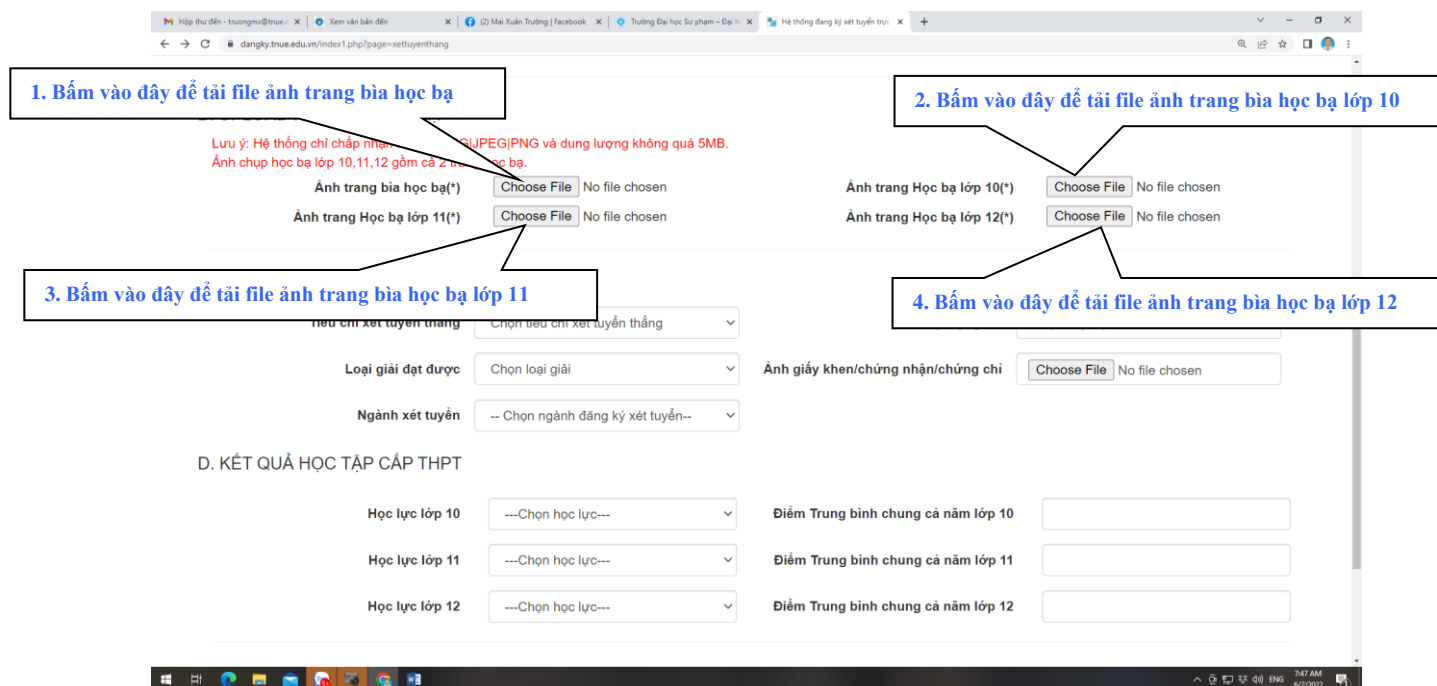 Hộp thư đến - truongmx@tnue.
Xem văn bản đến
(2) Mai Xuân Trường | Facebook
Trường Đại học Sư phạm – Đại h
Hệ thống đăng ký xét tuyển trực
dangky.tnue.edu.vn/index1.php?page=xettuyenthang
1. Bấm vào đây để tải file ảnh trang bìa học bạ
2. Bấm vào đây để tải file ảnh trang bìa học bạ lớp 10
Lưu ý: Hệ thống chỉ chấp nhận G|JPEG|PNG và dung lượng không quá 5MB.
Ảnh chụp học bạ lớp 10,11,12 gồm cả 2 học bạ.
Ảnh trang bìa học bạ(*) Choose File No file chosen Ảnh trang Học bạ lớp 10(*) Choose File No file chosen
Ảnh trang Học bạ lớp 11(*) Choose File No file chosen Ảnh trang Học bạ lớp 12(*) Choose File No file chosen
3. Bấm vào đây để tải file ảnh trang bìa học bạ lớp 11
4. Bấm vào đây để tải file ảnh trang bìa học bạ lớp 12
Tiêu chí xét tuyển thẳng Chọn tiêu chí xét tuyển thẳng
Loại giải đạt được Chọn loại giải Ảnh giấy khen/chứng nhận/chứng chỉ Choose File No file chosen
Ngành xét tuyển -- Chọn ngành đăng ký xét tuyển--
D. KẾT QUẢ HỌC TẬP CẤP THPT
Học lực lớp 10 ---Chọn học lực--- Điểm Trung bình chung cả năm lớp 10
Học lực lớp 11 ---Chọn học lực--- Điểm Trung bình chung cả năm lớp 11
Học lực lớp 12 ---Chọn học lực--- Điểm Trung bình chung cả năm lớp 12
ENG 7:47 AM
6/7/2022